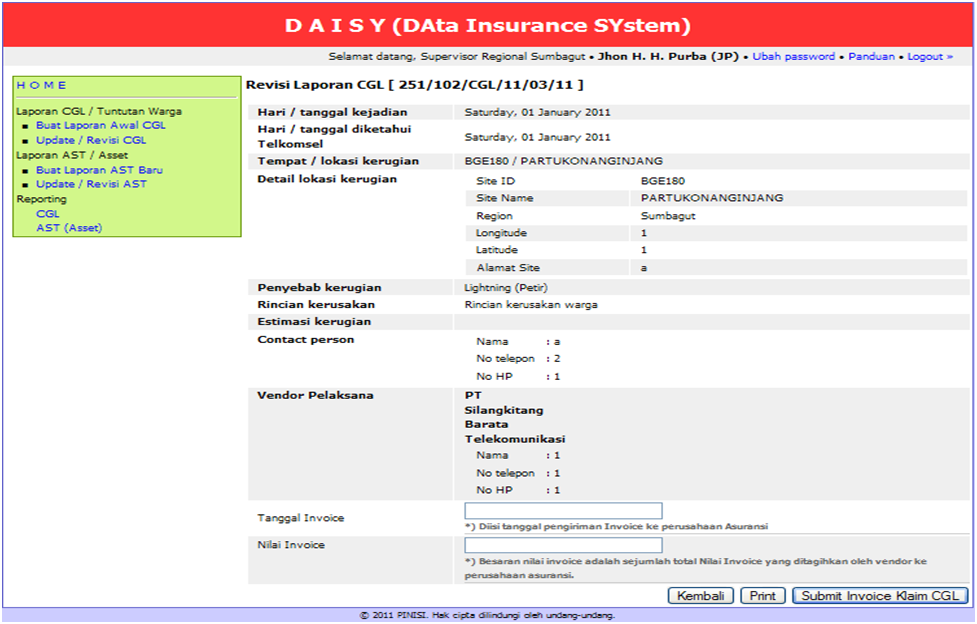 D A I S Y (DAta Insurance SYstem)
Selamat datang, Supervisor Regional Sumbagut • Jhon H. H. Purba (JP) • Ubah password • Panduan • Logout »
H O M E
Laporan CGL / Tuntutan Warga
Buat Laporan Awal CGL
Update / Revisi CGL
Laporan AST / Asset
Buat Laporan AST Baru
Update / Revisi AST
Reporting
CGL
AST (Asset)
Revisi Laporan CGL [ 251/102/CGL/11/03/11 ]
Hari / tanggal kejadian Saturday, 01 January 2011
Hari / tanggal diketahui
Telkomsel Saturday, 01 January 2011
Tempat / lokasi kerugian BGE180 / PARTUKONANGINJANG
Detail lokasi kerugian Site ID BGE180
Site Name PARTUKONANGINJANG
Region Sumbagut
Longitude 1
Latitude 1
Alamat Site a
Penyebab kerugian Lightning (Petir)
Rincian kerusakan Rincian kerusakan warga
Estimasi kerugian
Contact person Nama : a
No telepon : 2
No HP : 1
Vendor Pelaksana PT
Silangkitang
Barata
Telekomunikasi
Nama : 1
No telepon : 1
No HP : 1
Tanggal Invoice
*) Diisi tanggal pengiriman Invoice ke perusahaan Asuransi
Nilai Invoice
*) Besaran nilai invoice adalah sejumlah total Nilai Invoice yang ditagihkan oleh vendor ke
perusahaan asuransi.
Kembali Print Submit Invoice Klaim CGL
© 2011 PINISI. Hak cipta dilindungi oleh undang-undang.